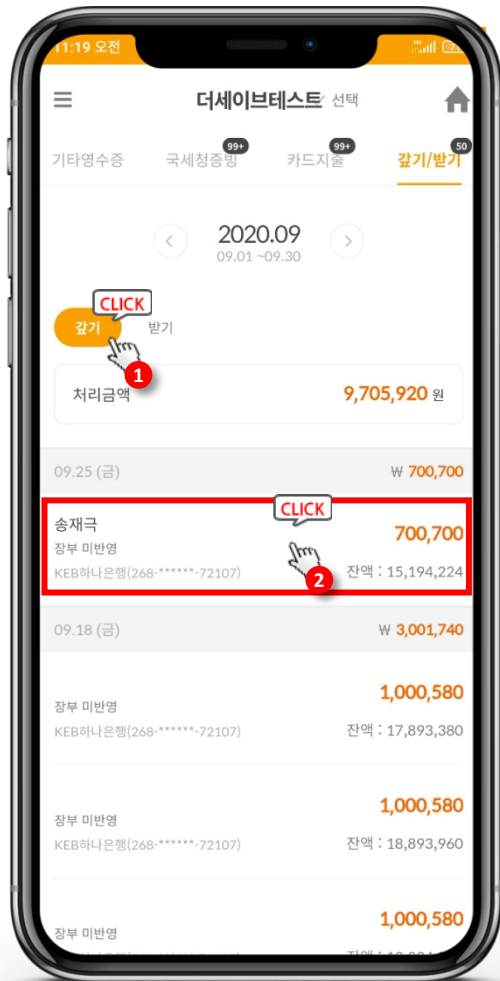 11:19 오전
더세이브테스트 선택
99+ 99+ 50
기타영수증 국세청증빙 카드지출 갚기/받기
2020.09
09.01 ~09.30
CLICK
갚기 받기
1
처리금액 9,705,920 원
09.25 (금) ₩ 700,700
CLICK
송재극 700,700
장부 미반영
KEB하나은행(268-******-72107) 잔액 : 15,194,224
2
09.18 (금) ₩ 3,001,740
1,000,580
장부 미반영
KEB하나은행(268-******-72107) 잔액 : 17,893,380
1,000,580
장부 미반영
KEB하나은행(268-******-72107) 잔액 : 18,893,960
1,000,580
장부 미반영